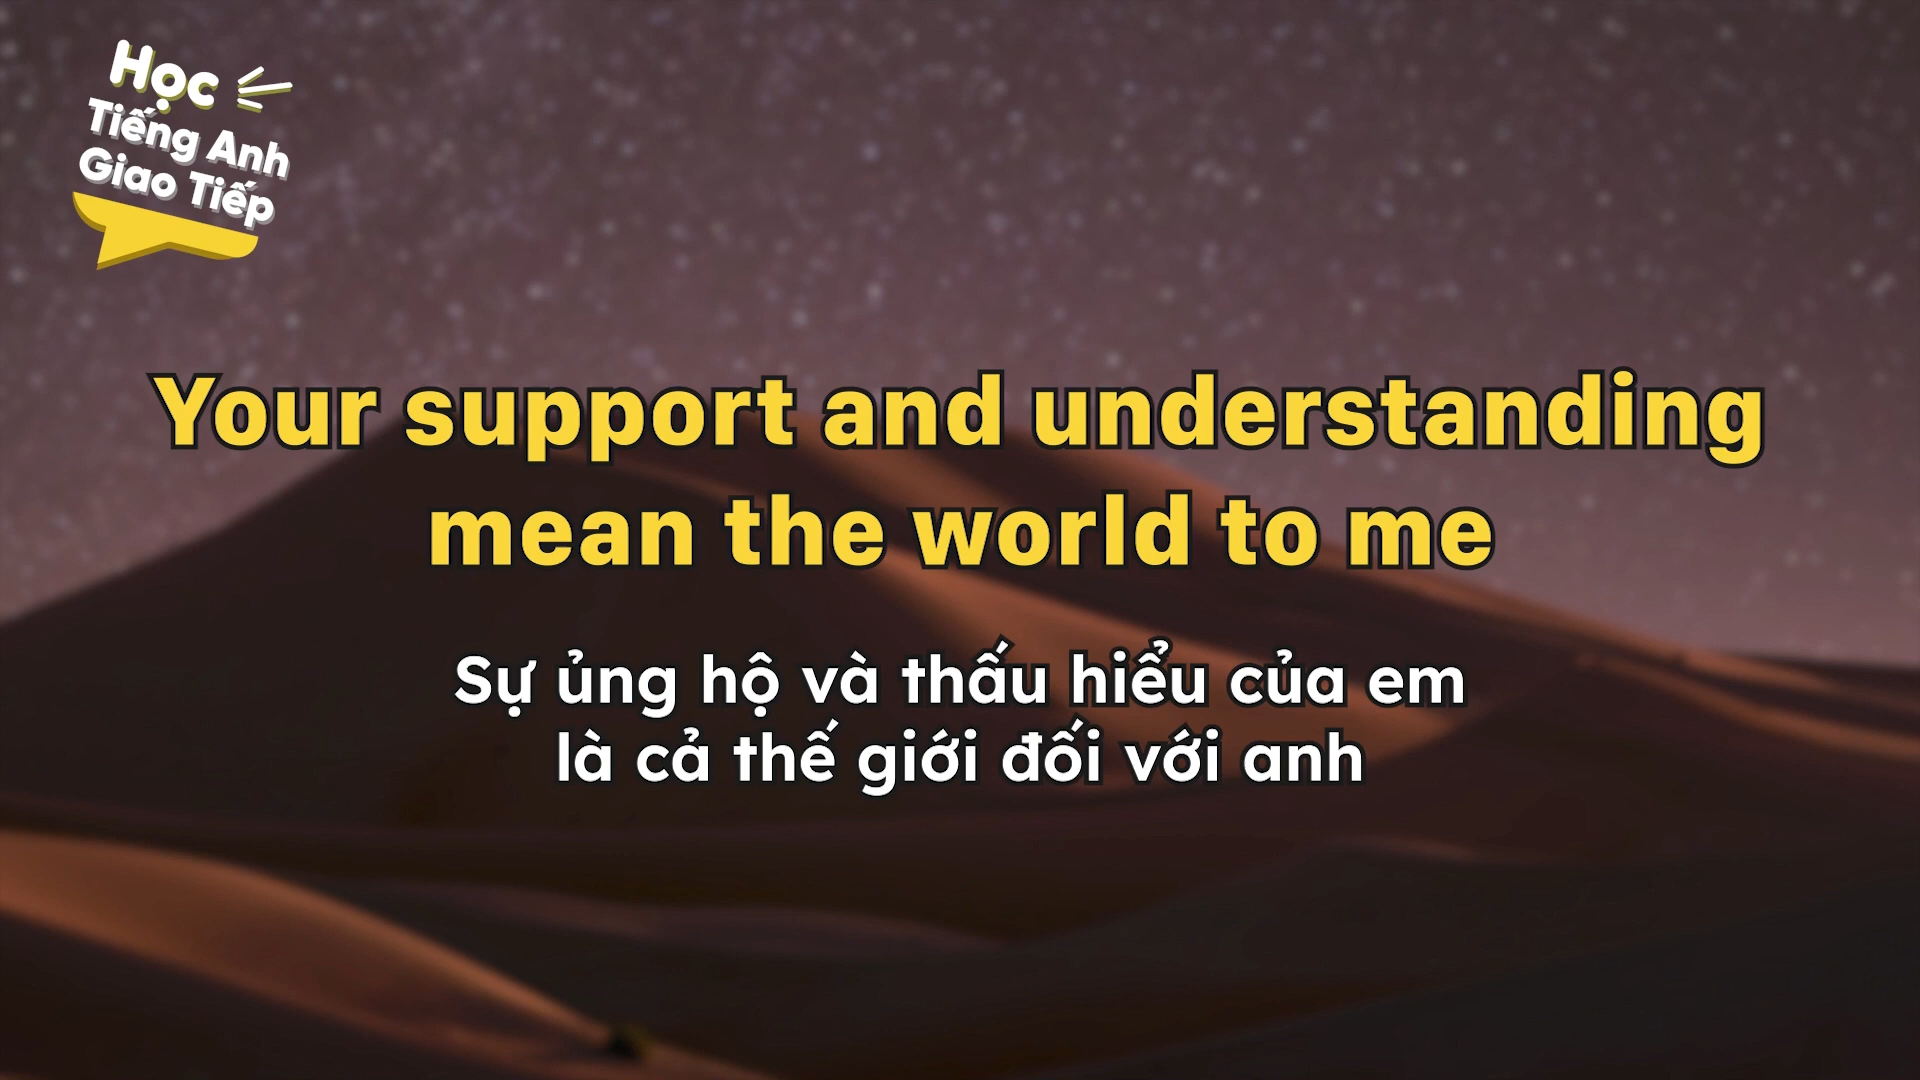 Học
Tiếng Anh
Giao Tiếp
Your support and understanding
mean the world to me
Sự ủng hộ và thấu hiểu của em
là cả thế giới đối với anh